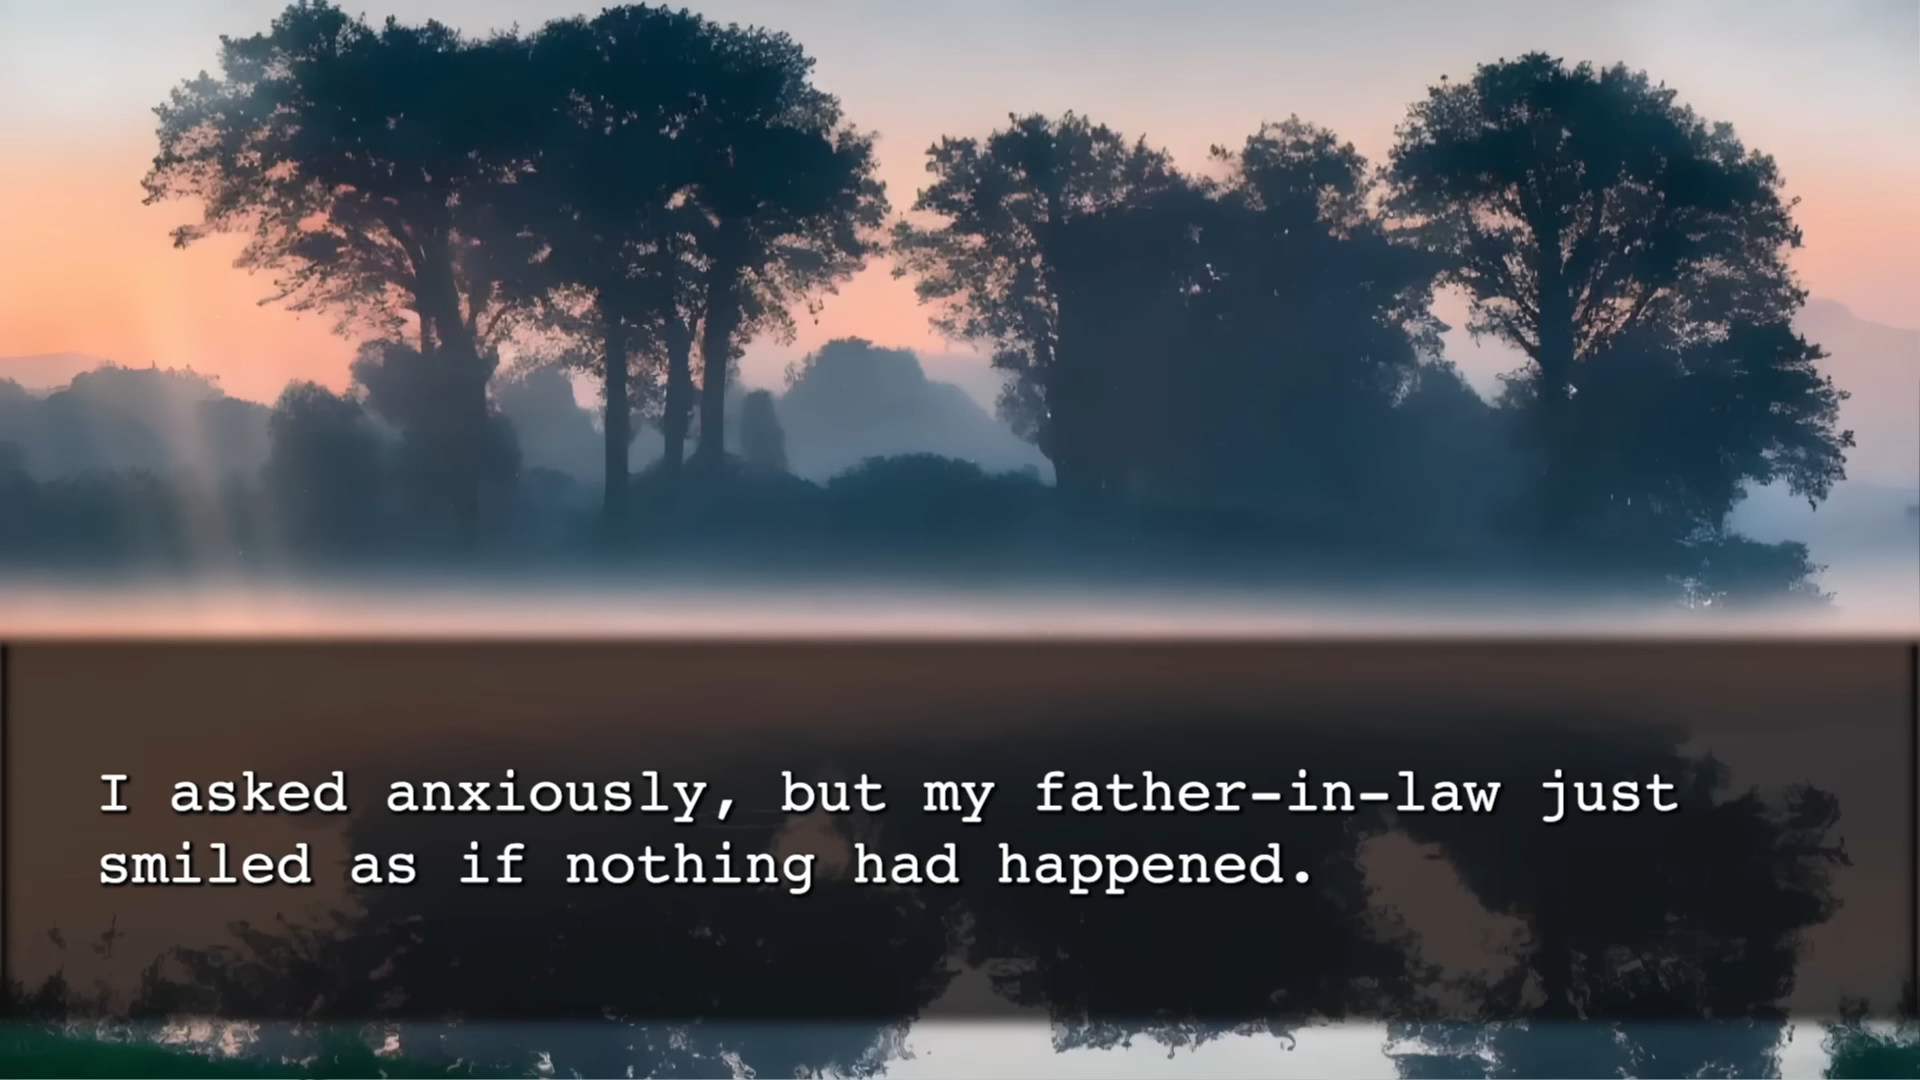 I asked anxiously, but my father-in-law just
smiled as if nothing had happened.